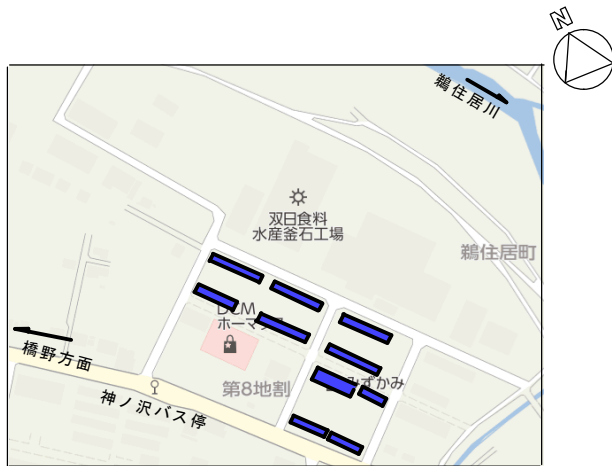 N
鵜住居川
双日食料
水産釜石工場
鵜住居町
DCM
ホーマック
橋野方面
第8地割
みずかみ
神ノ沢バス停